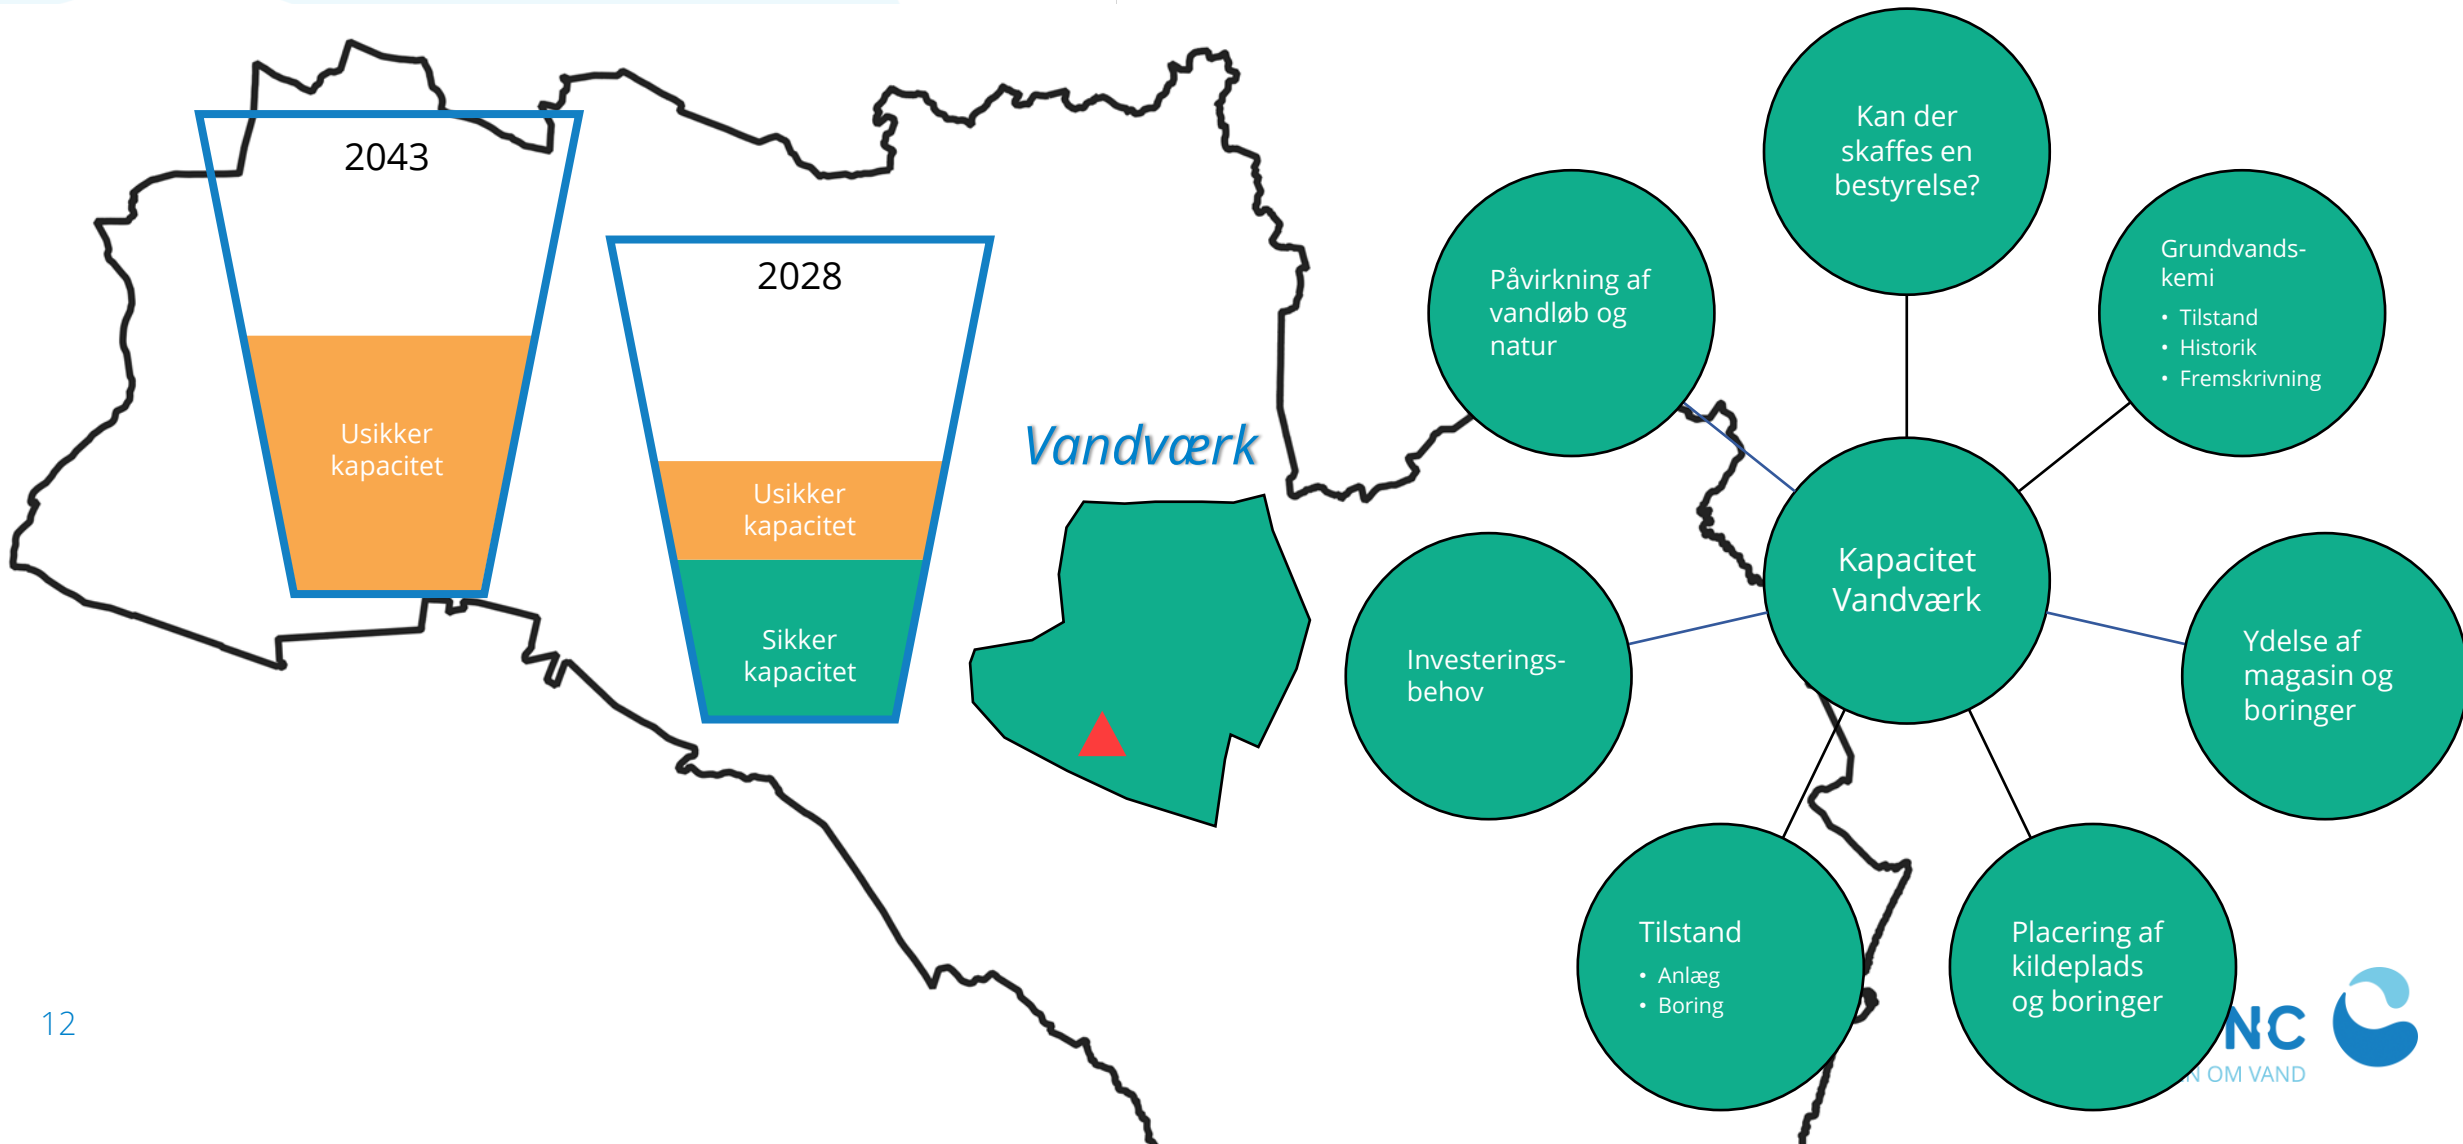 2043
Usikker
kapacitet
2028
Usikker
kapacitet
Sikker
kapacitet
Vandværk
Kan der
skaffes en
bestyrelse?
Påvirkning af
vandløb og
natur
Grundvands-
kemi
• Tilstand
• Historik
• Fremskrivning
Kapacitet
Vandværk
Investerings-
behov
Ydelse af
magasin og
boringer
Tilstand
• Anlæg
• Boring
Placering af
kildeplads
og boringer
NC
OM VAND
12